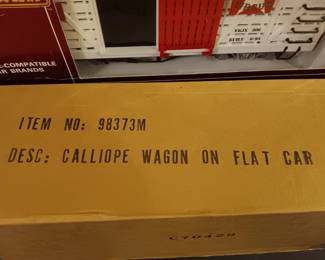 -COMPATIBLE
R BRANDS
ITEM NO: 98373M
DESC: CALLIOPE WAGON ON FLAT CAR